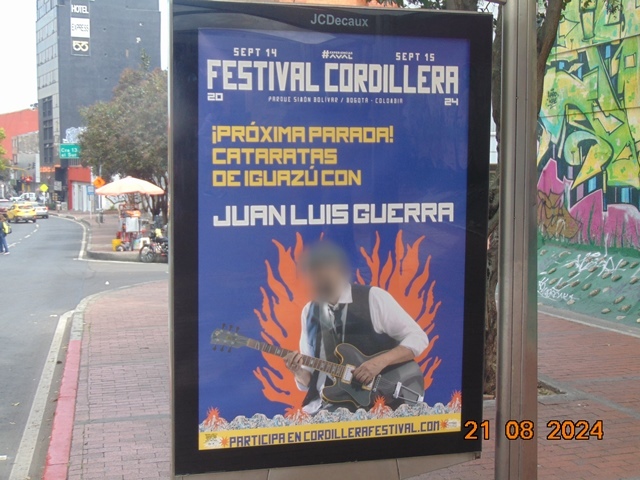 JCDecaux
SEPT 14
SEPT 15
FESTIVAL CORDILLERA
20
PARQUE SIMÓN BOLÍVAR / BOGOTÁ - COLOMBIA
24
¡PRÓXIMA PARADA!
CATARATAS
DE IGUAZÚ CON
JUAN LUIS GUERRA
PARTICIPA EN CORDILLERAFESTIVAL.COM
HOTEL
EXPRESS
21 08 2024